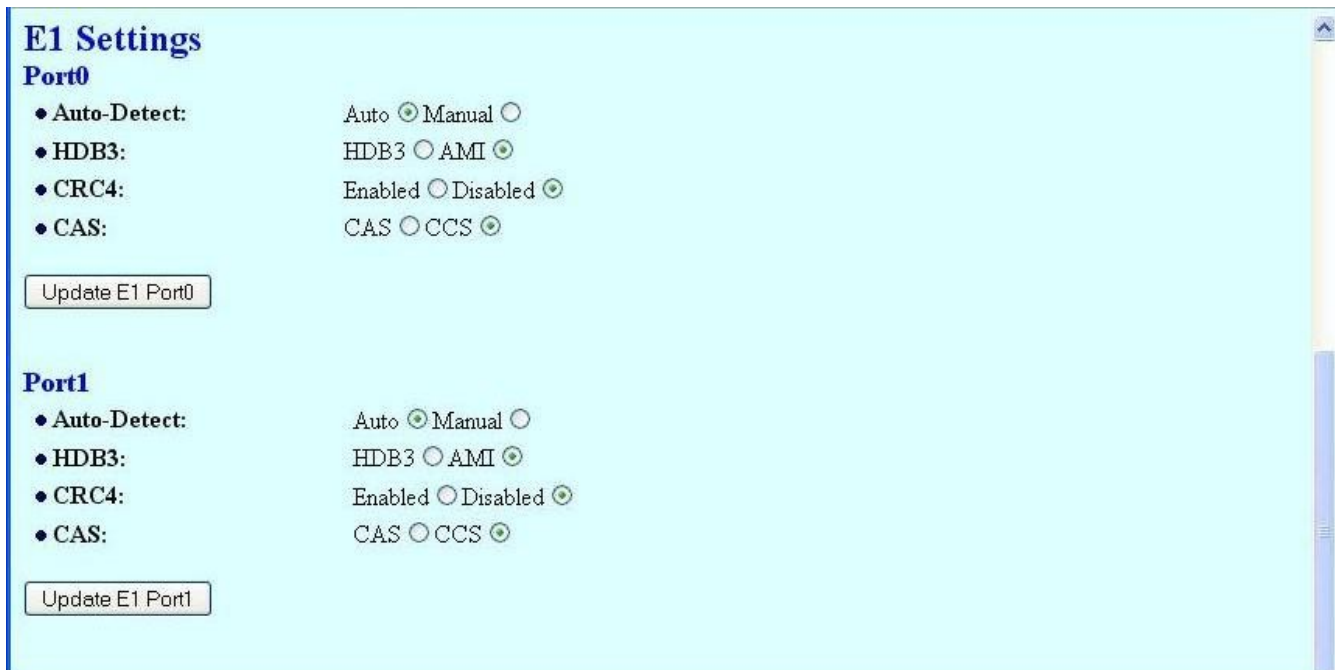 E1 Settings
Port0
Auto-Detect: Auto Manual
HDB3: HDB3 AMI
CRC4: Enabled Disabled
CAS: CAS CCS
Update E1 Port0
Port1
Auto-Detect: Auto Manual
HDB3: HDB3 AMI
CRC4: Enabled Disabled
CAS: CAS CCS
Update E1 Port1